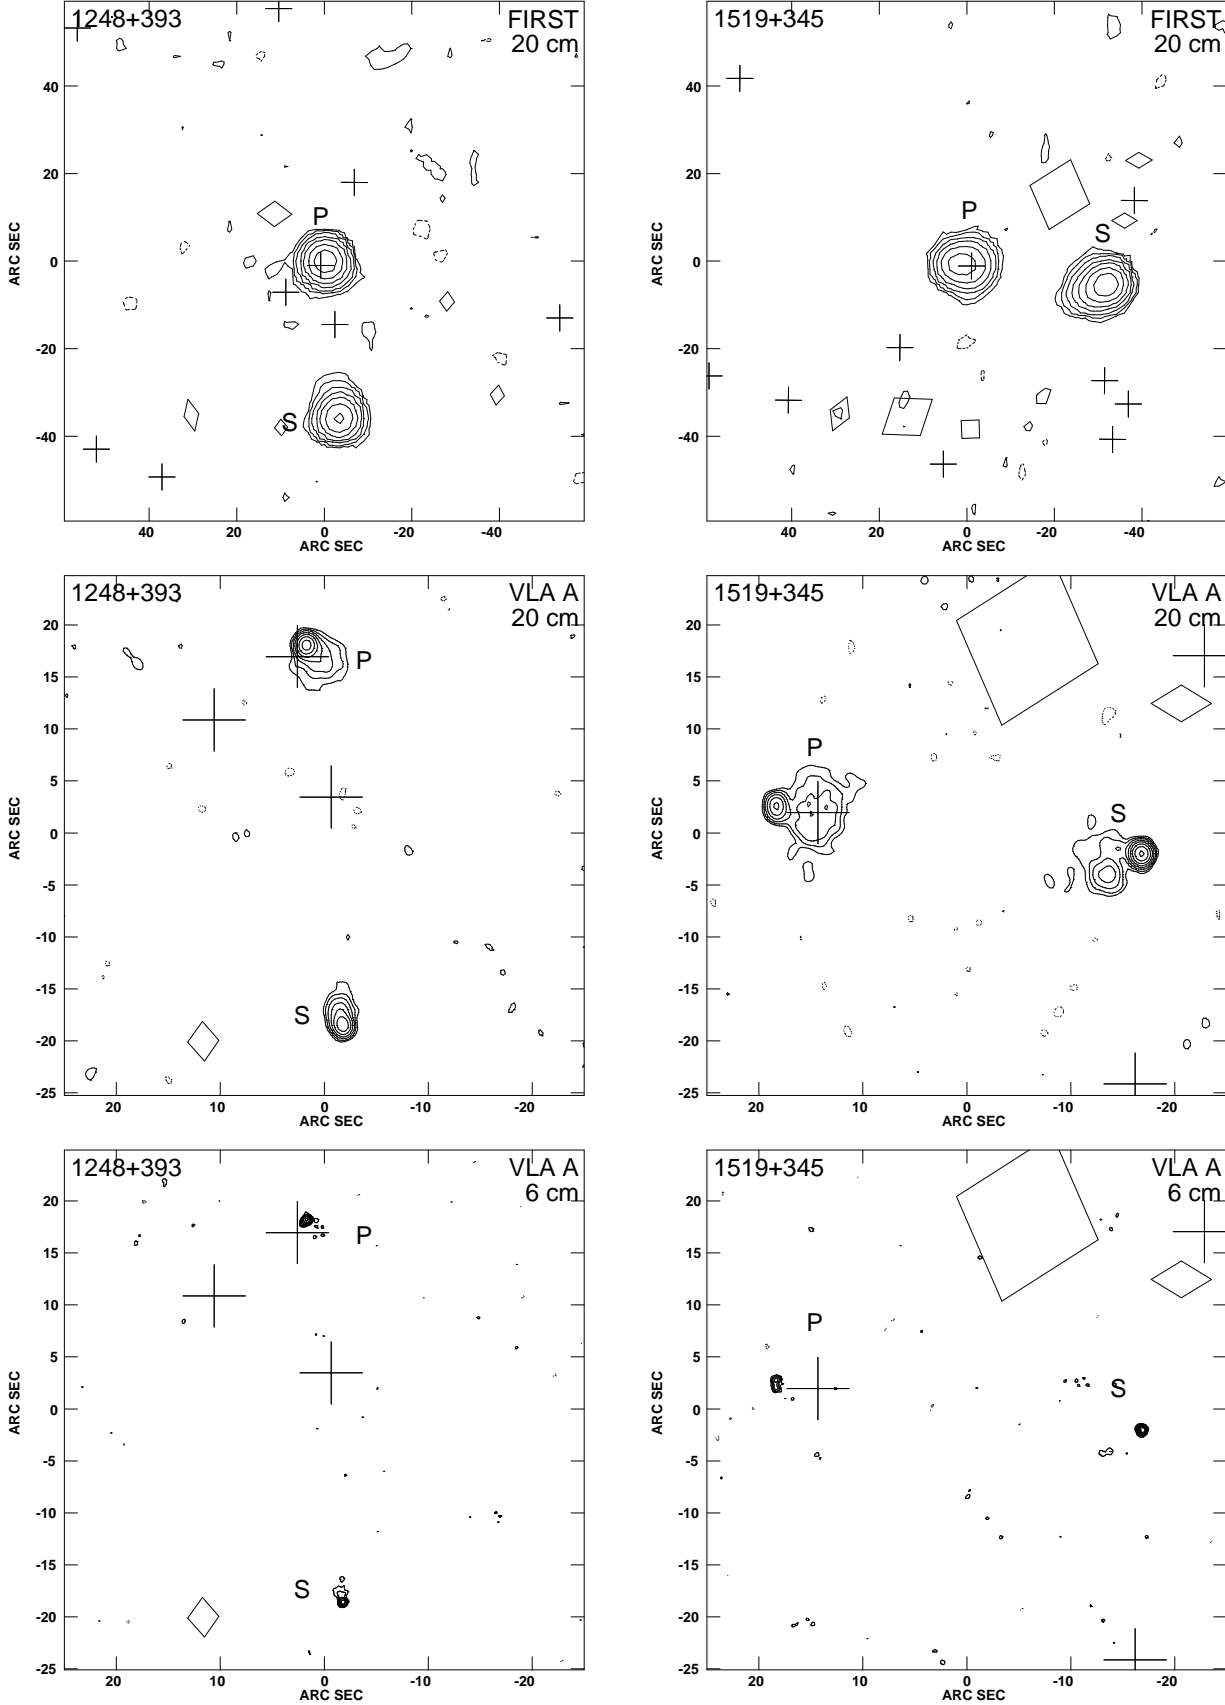 1248+393 FIRST
20 cm
P
S
ARC SEC
40
20
0
-20
-40
40 20 0 -20 -40
ARC SEC
1519+345 FIRST
20 cm
P
S
ARC SEC
40
20
0
-20
-40
40 20 0 -20 -40
ARC SEC
1248+393 VLA A
20 cm
P
S
ARC SEC
20
15
10
5
0
-5
-10
-15
-20
-25
20 10 0 -10 -20
ARC SEC
1519+345 VLA A
20 cm
P
S
ARC SEC
20
15
10
5
0
-5
-10
-15
-20
-25
20 10 0 -10 -20
ARC SEC
1248+393 VLA A
6 cm
P
S
ARC SEC
20
15
10
5
0
-5
-10
-15
-20
-25
20 10 0 -10 -20
ARC SEC
1519+345 VLA A
6 cm
P
S
ARC SEC
20
15
10
5
0
-5
-10
-15
-20
-25
20 10 0 -10 -20
ARC SEC